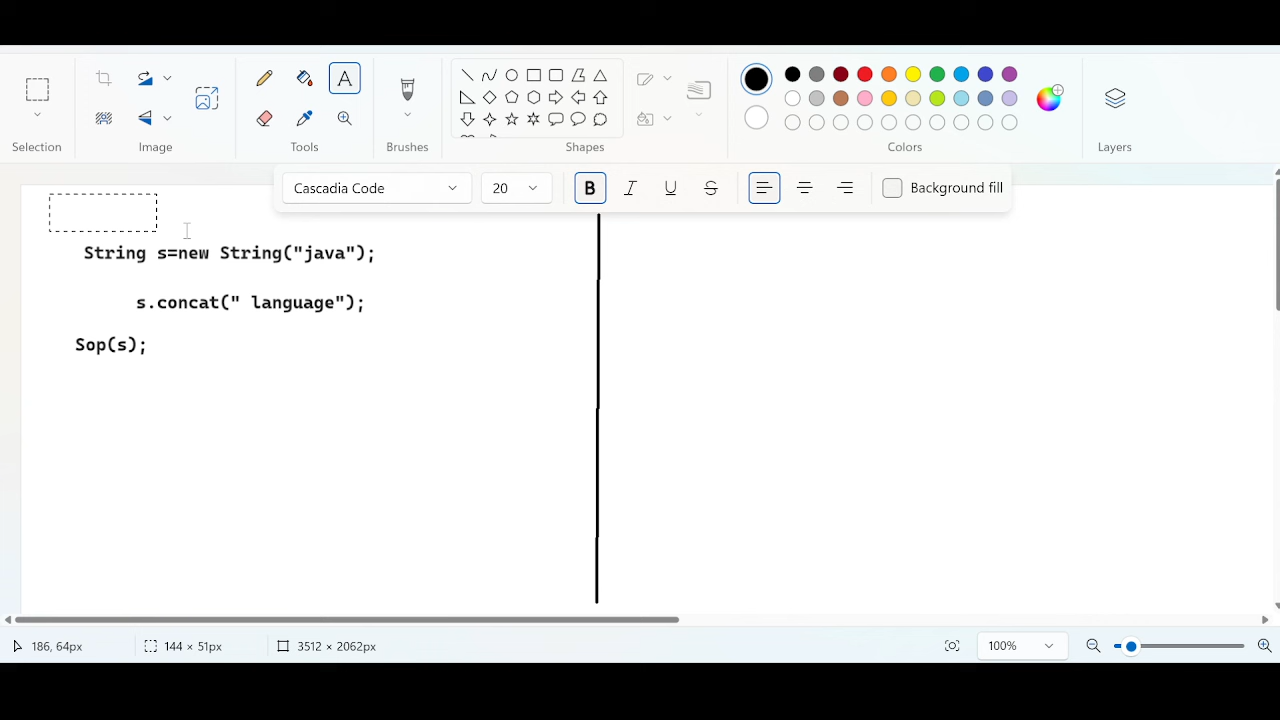 Selection
Image
Tools
Brushes
Shapes
Colors
Layers
Cascadia Code
20
B
I
U
S
Background fill
A
String s=new String("java");
s.concat(" language");
Sop(s);
186, 64px
144 × 51px
3512 × 2062px
100%